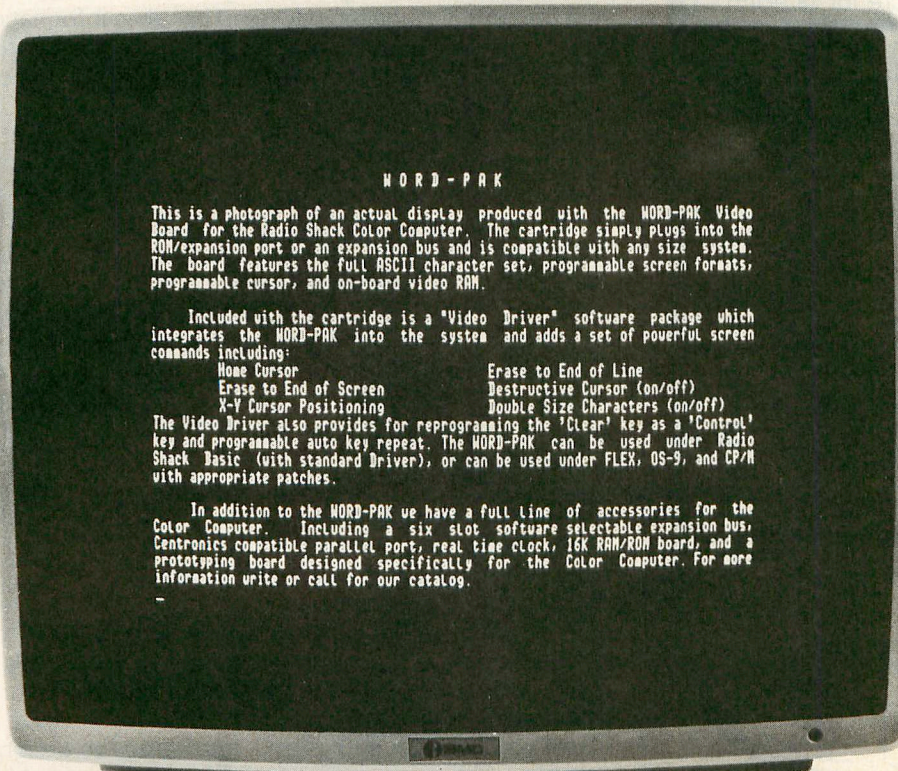 W O R D - P A K
This is a photograph of an actual display produced with the WORD-PAK Video
Board for the Radio Shack Color Computer. The cartridge simply plugs into the
ROM/expansion port or an expansion bus and is compatible with any size system.
The board features the full ASCII character set, programmable screen formats,
programmable cursor, and on-board video RAM.
Included with the cartridge is a "Video Driver" software package which
integrates the WORD-PAK into the system and adds a set of powerful screen
commands including:
Home Cursor Erase to End of Line
Erase to End of Screen Destructive Cursor (on/off)
X-Y Cursor Positioning Double Size Characters (on/off)
The Video Driver also provides for reprogramming the 'Clear' key as a 'Control'
key and programmable auto key repeat. The WORD-PAK can be used under Radio
Shack Basic (with standard Driver), or can be used under FLEX, OS-9, and CP/M
with appropriate patches.
In addition to the WORD-PAK we have a full line of accessories for the
Color Computer. Including a six slot software selectable expansion bus,
Centronics compatible parallel port, real time clock, 16K RAM/ROM board, and a
prototyping board designed specifically for the Color Computer. For more
information write or call for our catalog.
_